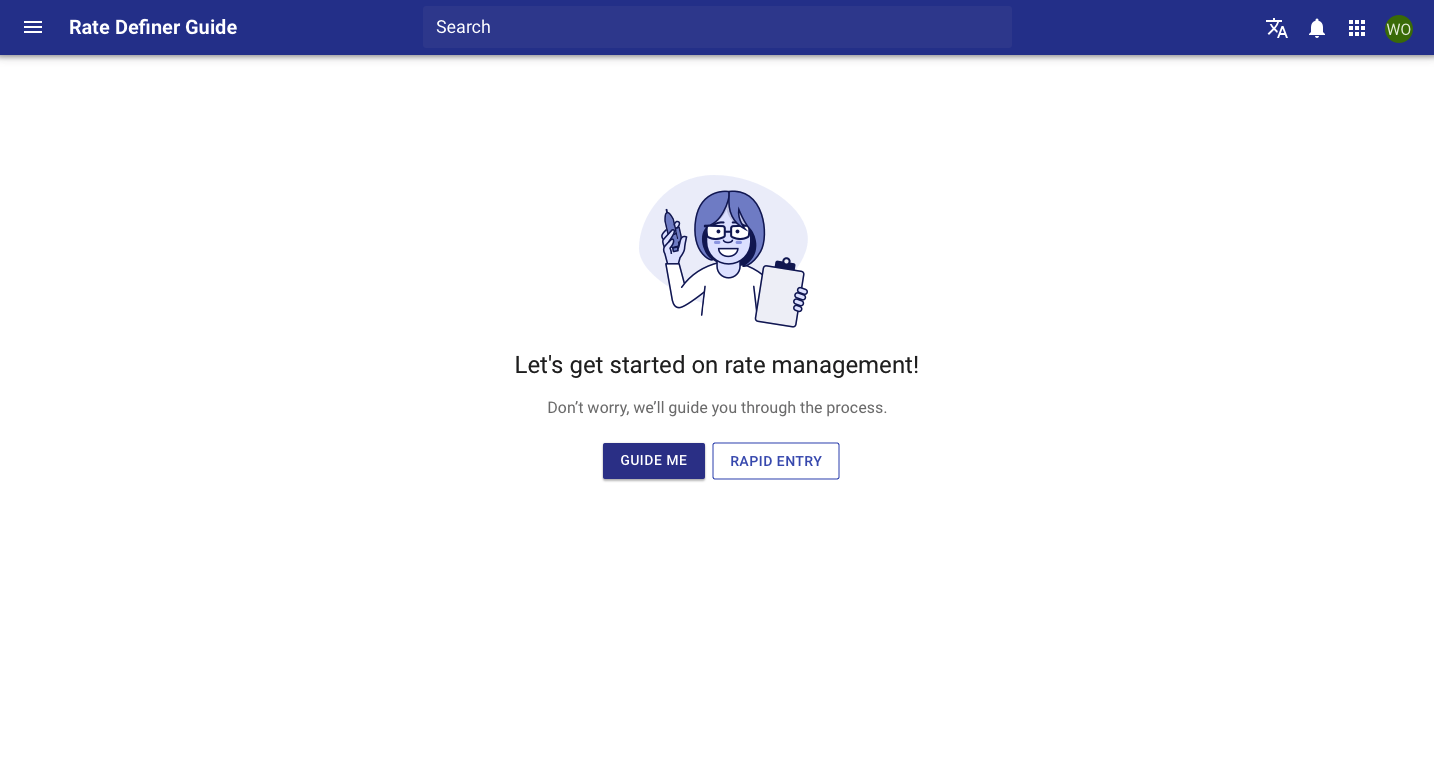 Rate Definer Guide
Search
WO
Let's get started on rate management!
Don’t worry, we’ll guide you through the process.
GUIDE ME
RAPID ENTRY